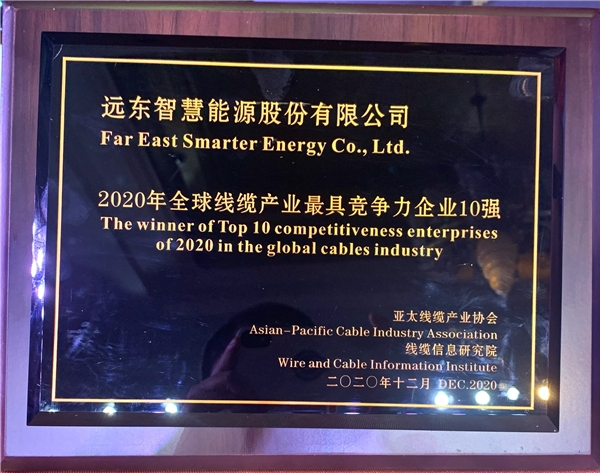 远东智慧能源股份有限公司
Far East Smarter Energy Co., Ltd.
2020年全球线缆产业最具竞争力企业10强
The winner of Top 10 competitiveness enterprises
of 2020 in the global cables industry
亚太线缆产业协会
Asian-Pacific Cable Industry Association
线缆信息研究院
Wire and Cable Information Institute
二〇二〇年十二月 DEC.2020